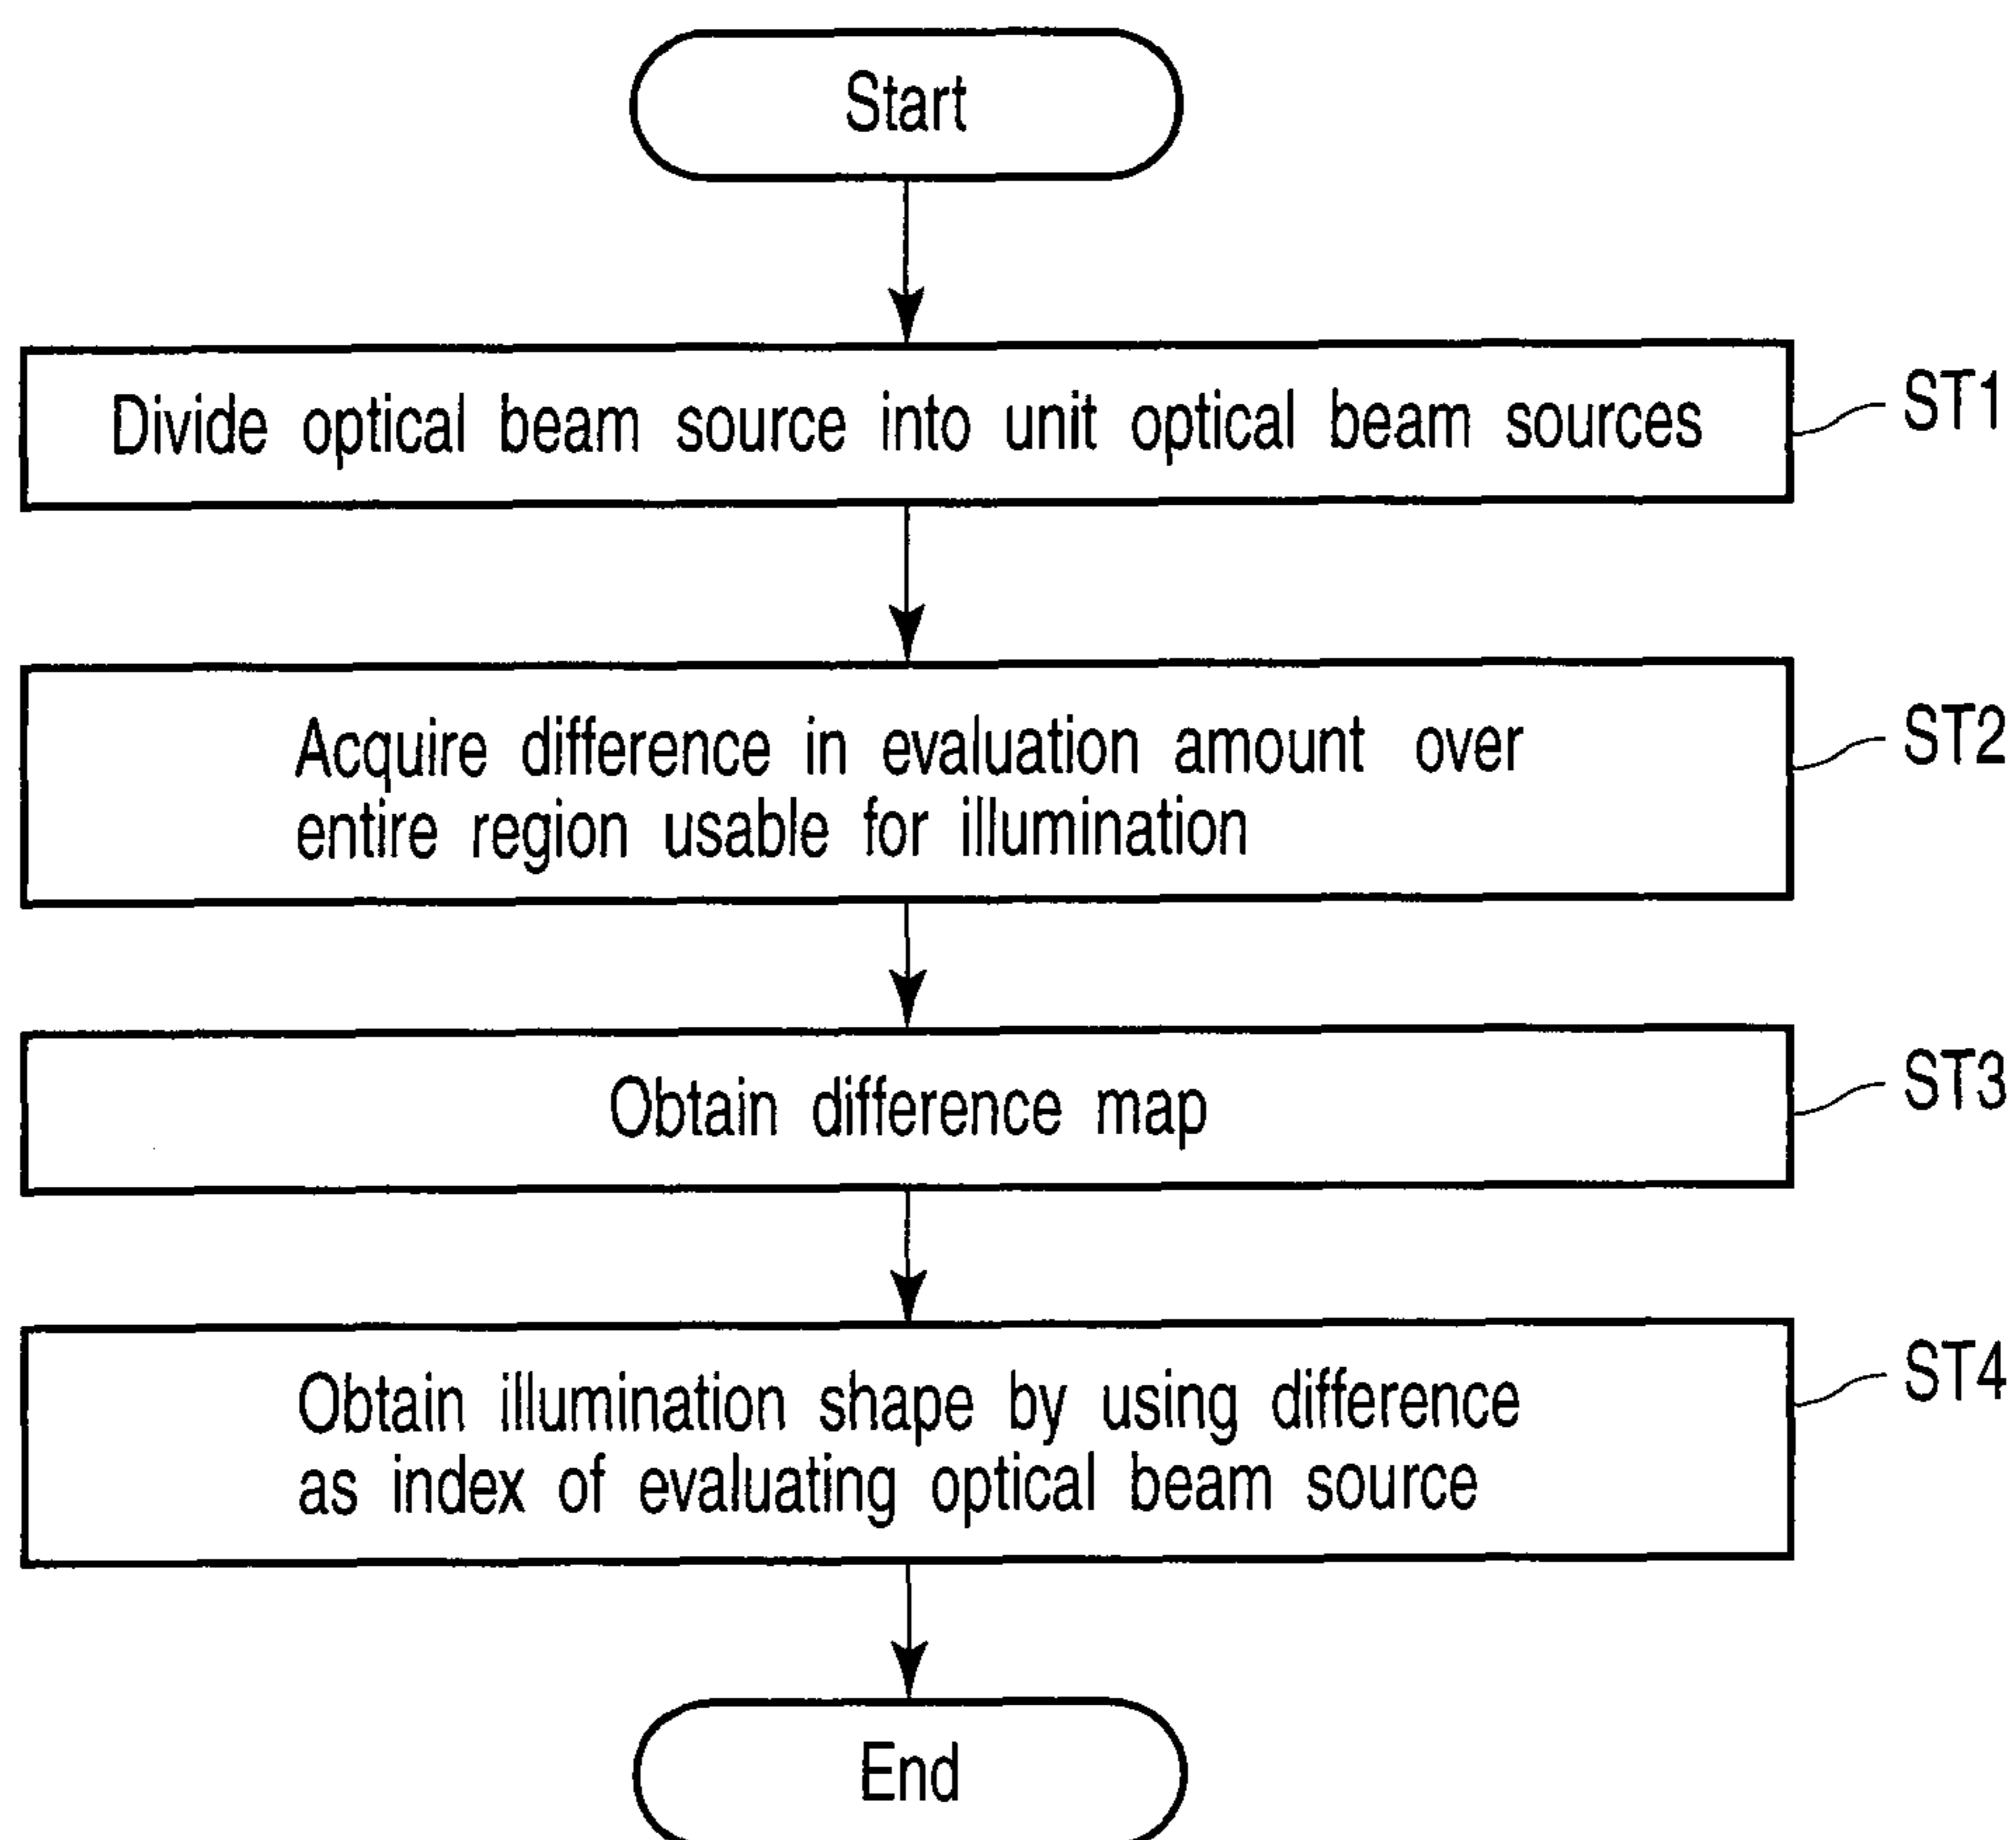 Start
Divide optical beam source into unit optical beam sources
ST1
Acquire difference in evaluation amount over
entire region usable for illumination
ST2
Obtain difference map
ST3
Obtain illumination shape by using difference
as index of evaluating optical beam source
ST4
End